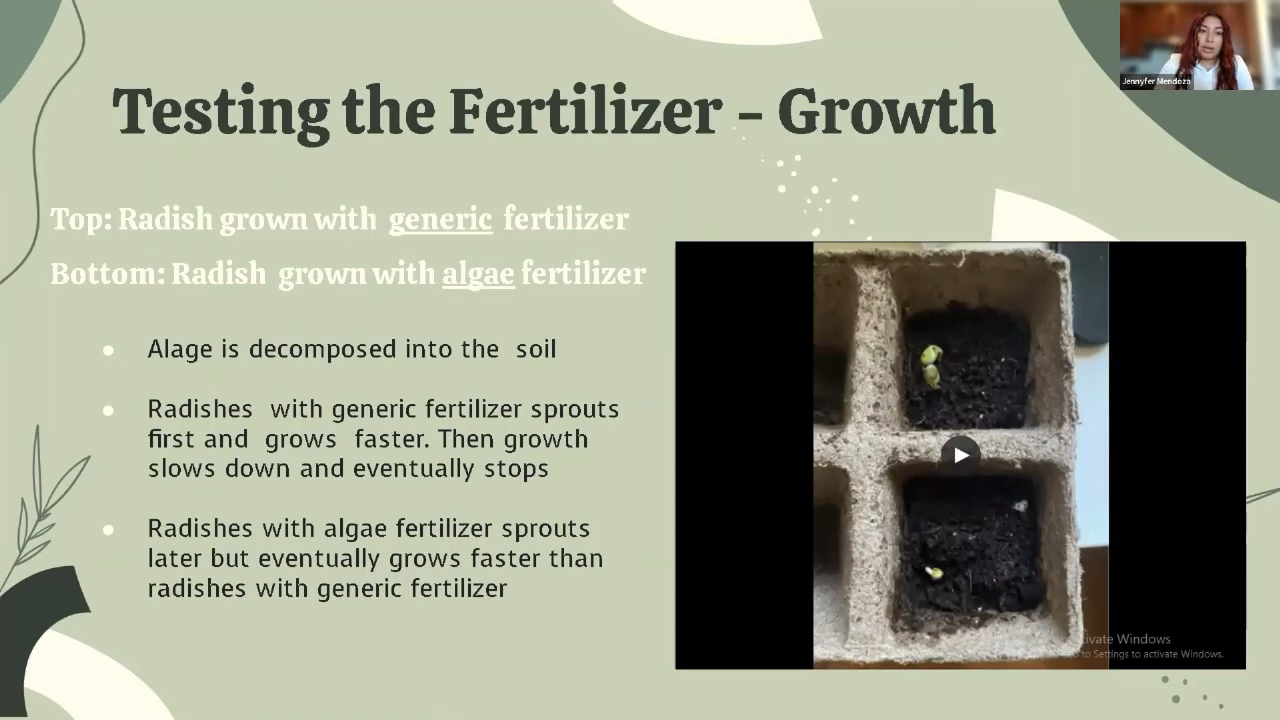 Jennyfer Mendoza
Testing the Fertilizer - Growth
Top: Radish grown with generic fertilizer
Bottom: Radish grown with algae fertilizer
Alage is decomposed into the soil
Radishes with generic fertilizer sprouts
first and grows faster. Then growth
slows down and eventually stops
Radishes with algae fertilizer sprouts
later but eventually grows faster than
radishes with generic fertilizer
tivate Windows
to Settings to activate Windows.